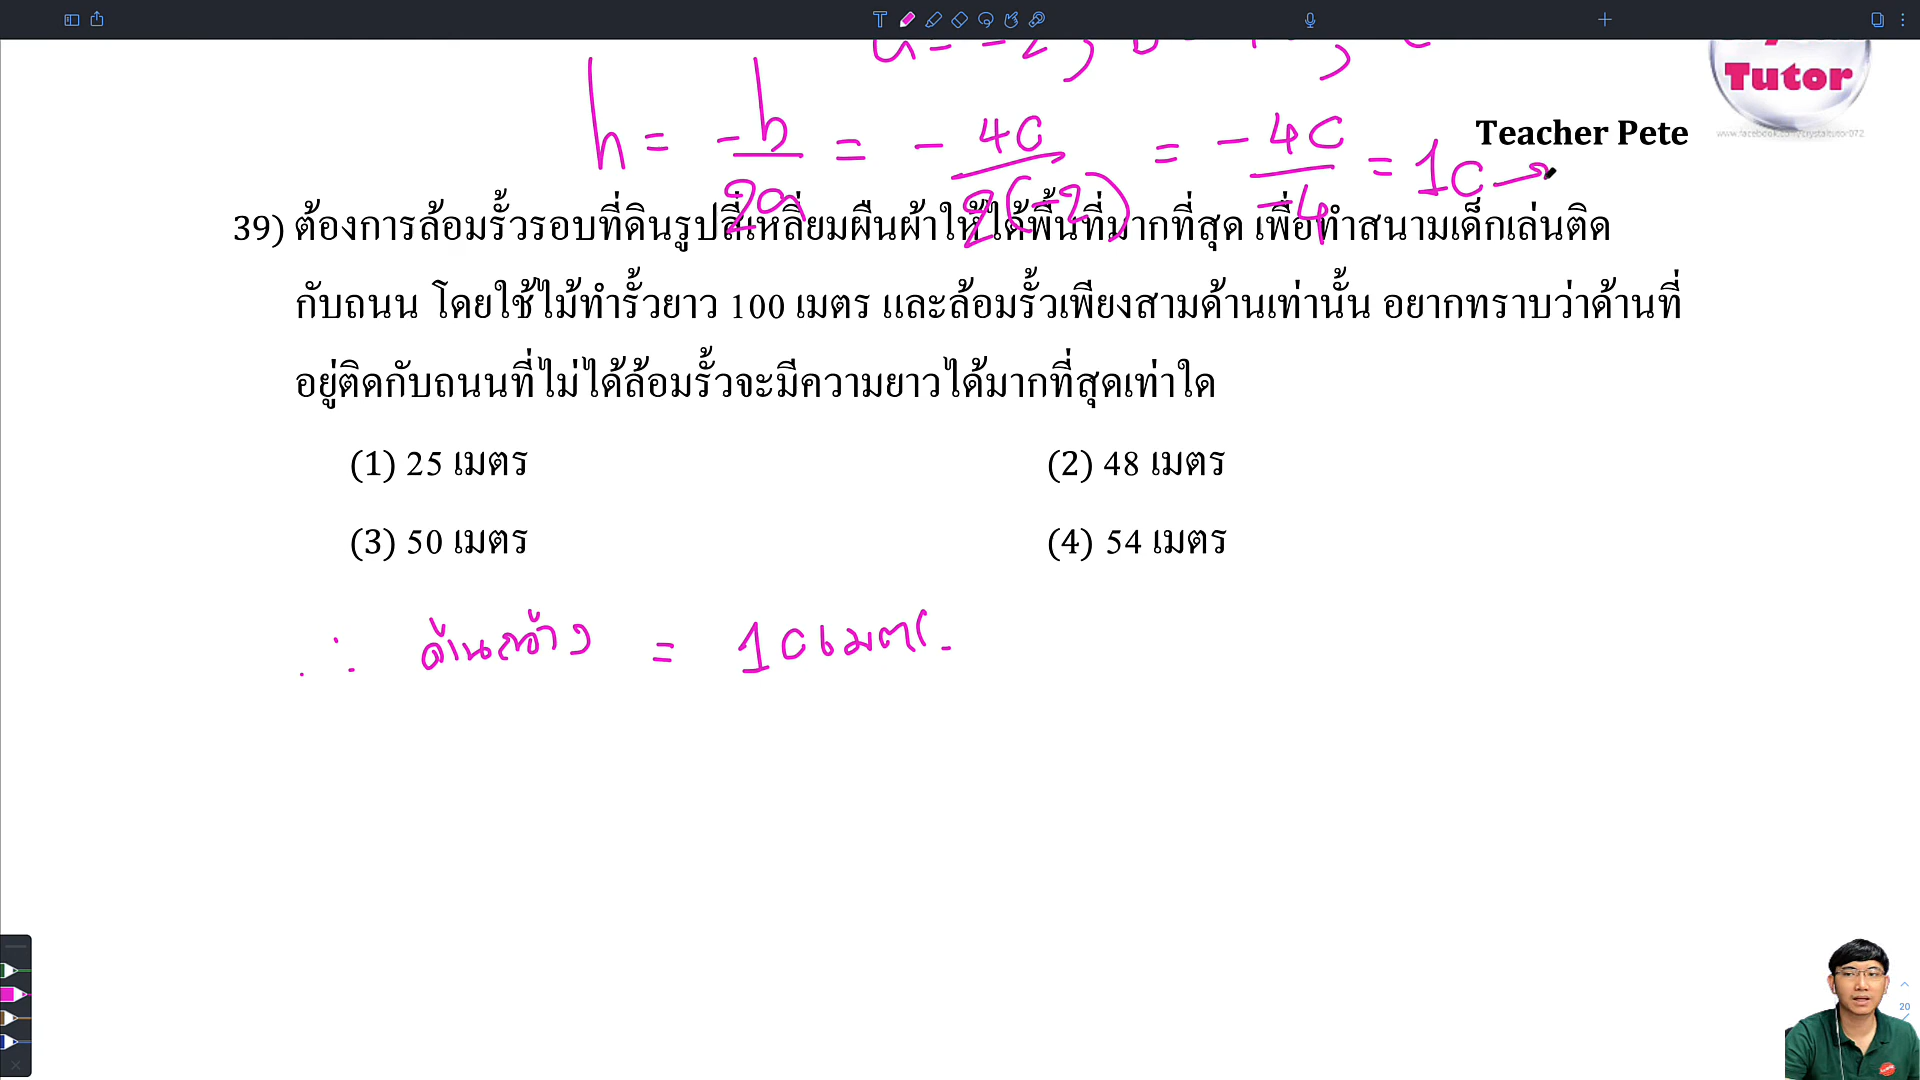 Tutor
www.facebook.com/crystaltutor072
Teacher Pete
h = -b/2a = - 40/2(-2) = -40/-4 = 10
39) ต้องการล้อมรั้วรอบที่ดินรูปสี่เหลี่ยมผืนผ้าให้ได้พื้นที่มากที่สุด เพื่อทำสนามเด็กเล่นติด
กับถนน โดยใช้ไม้ทำรั้วยาว 100 เมตร และล้อมรั้วเพียงสามด้านเท่านั้น อยากทราบว่าด้านที่
อยู่ติดกับถนนที่ไม่ได้ล้อมรั้วจะมีความยาวได้มากที่สุดเท่าใด
(1) 25 เมตร
(2) 48 เมตร
(3) 50 เมตร
(4) 54 เมตร
∴ ด้านกว้าง = 10 เมตร
20